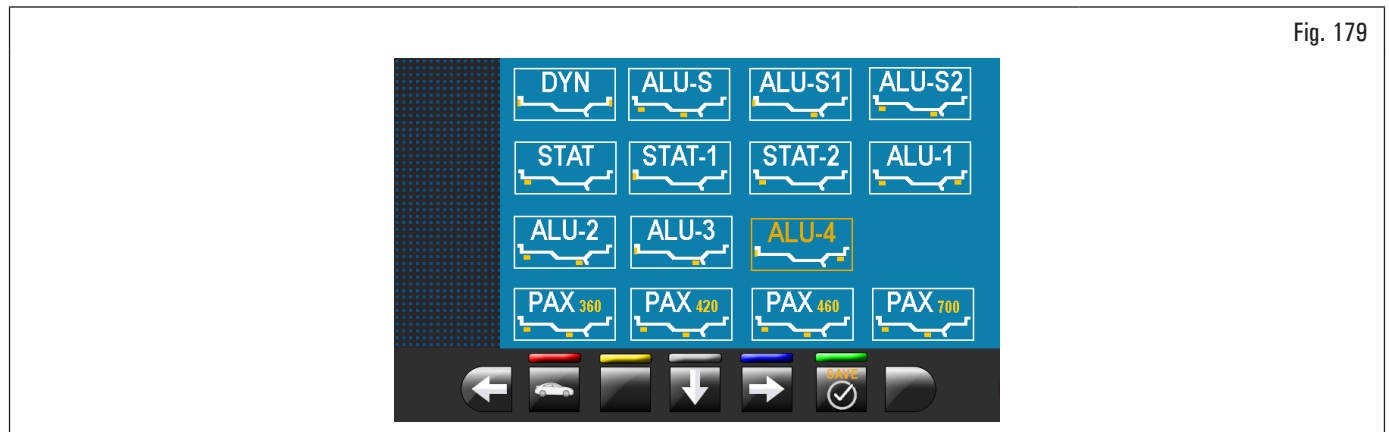 Fig. 179
DYN ALU-S ALU-S1 ALU-S2
STAT STAT-1 STAT-2 ALU-1
ALU-2 ALU-3 ALU-4
PAX 360 PAX 420 PAX 460 PAX 700
SAVE